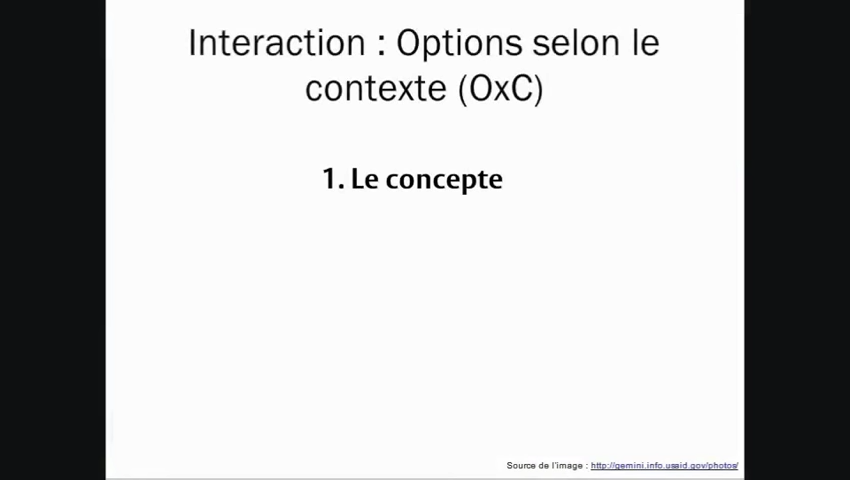 Interaction : Options selon le
contexte (OxC)
1. Le concepte
Source de l'image : http://gemini.info.usaid.gov/photos/